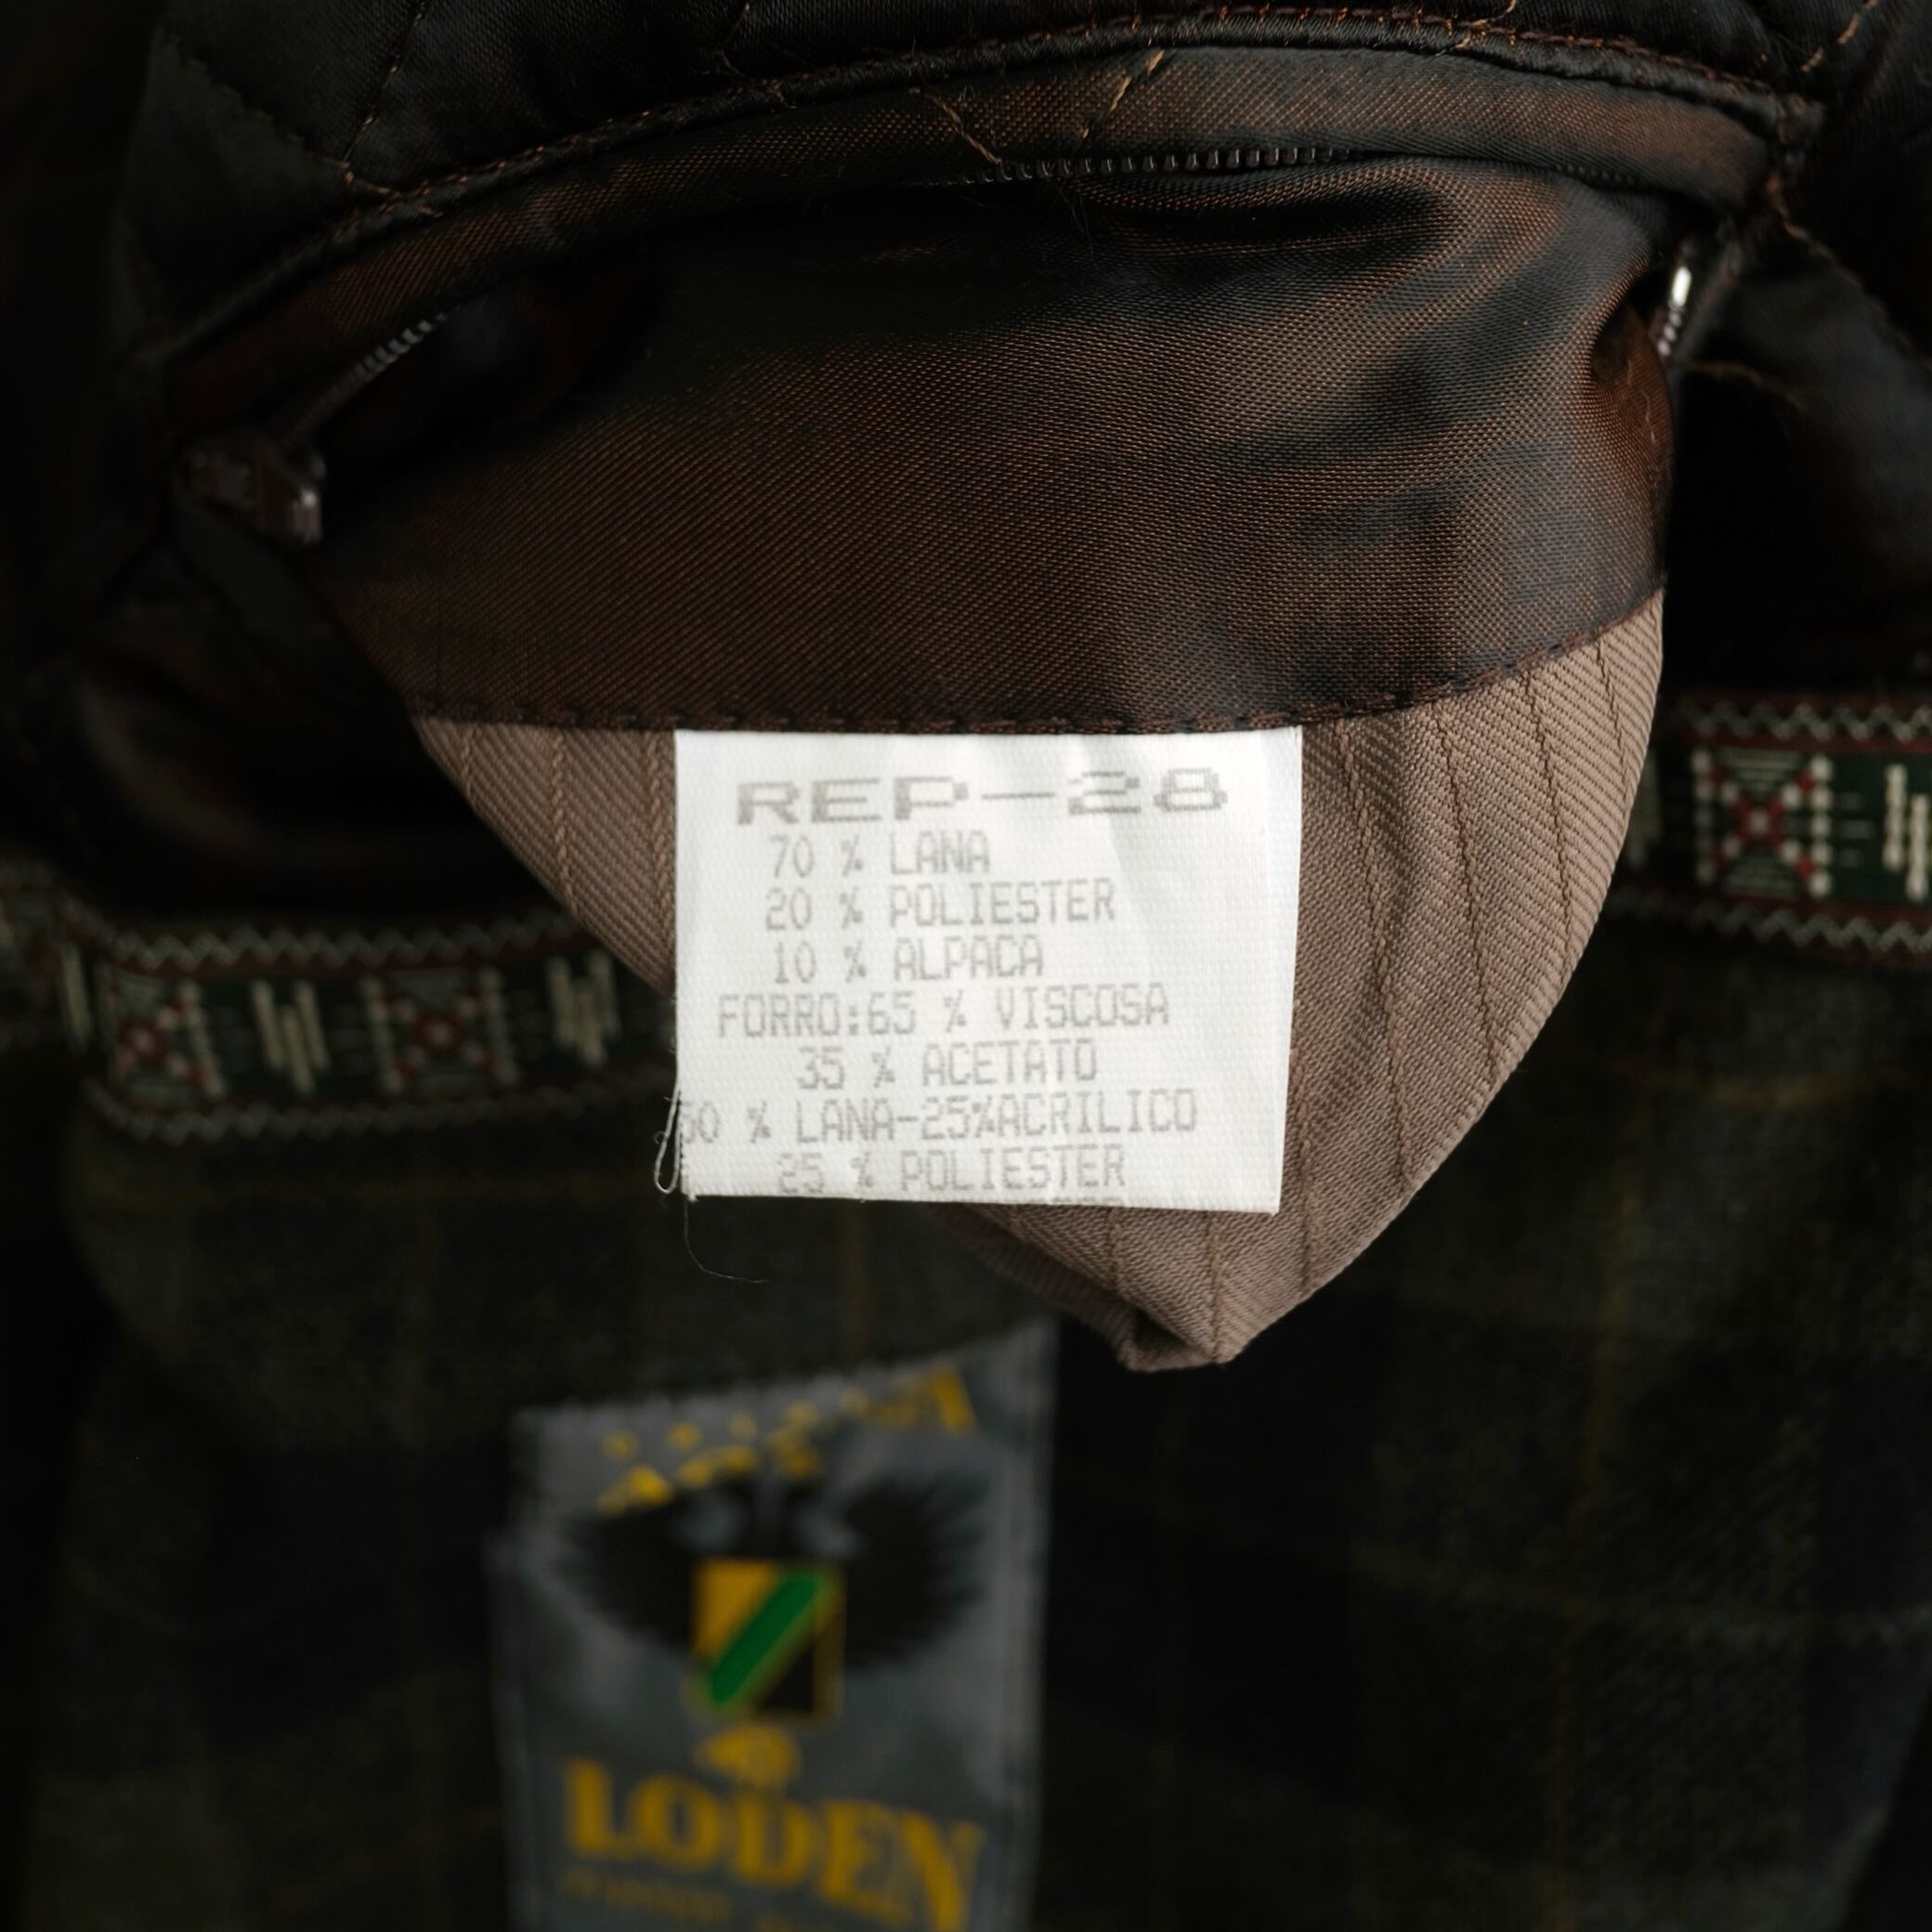 REP-28
70 % LANA
20 % POLIESTER
10 % ALPACA
FORRO:65 % VISCOSA
35 % ACETATO
50 % LANA-25%ACRILICO
25 % POLIESTER
LODEN